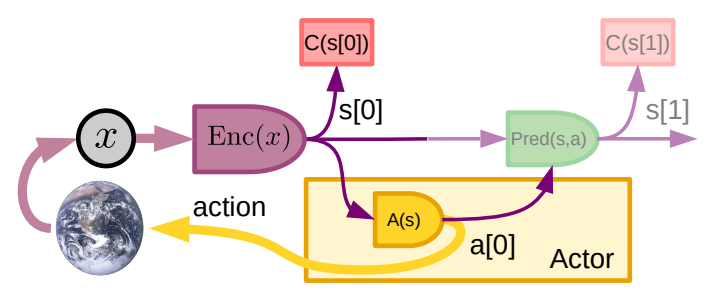 C(s[0])
C(s[1])
s[0]
s[1]
x
Enc(x)
Pred(s,a)
action
A(s)
a[0]
Actor